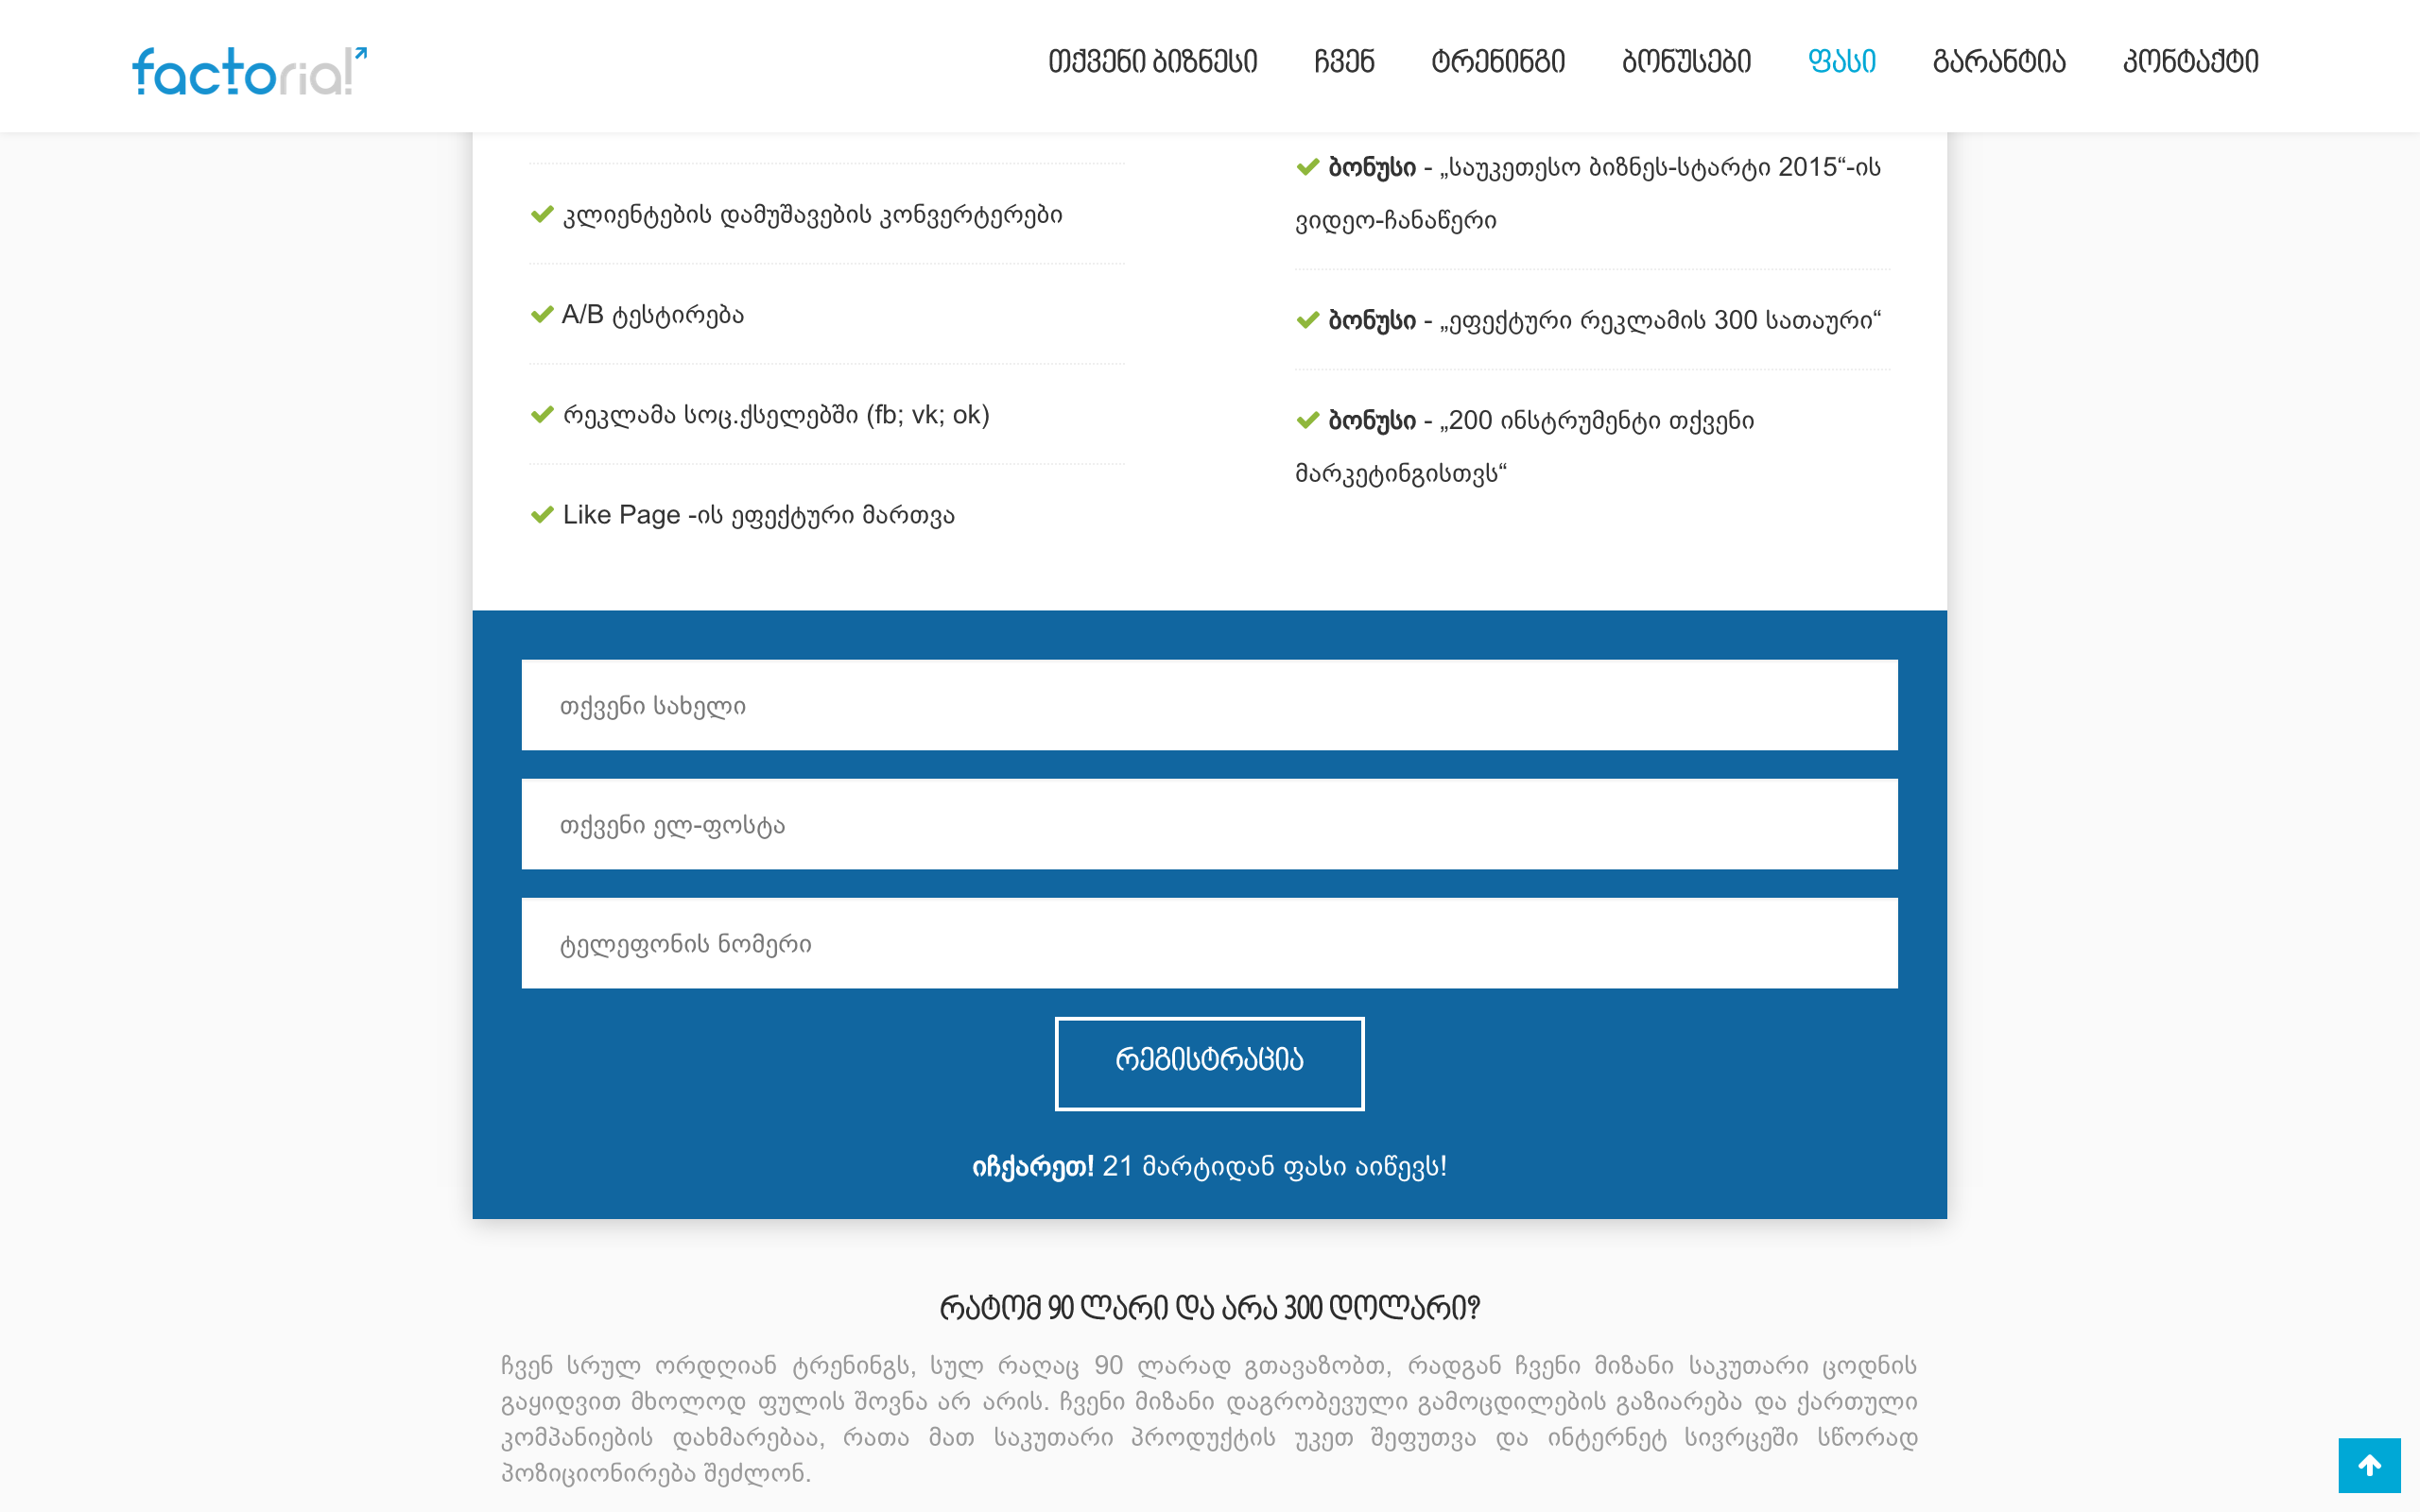 factorial
თქვენი ბიზნესი
ჩვენ
ტრენინგი
ბონუსები
ფასი
გარანტია
კონტაქტი
კლიენტების დამუშავების კონვერტერები
A/B ტესტირება
რეკლამა სოც.ქსელებში (fb; vk; ok)
Like Page -ის ეფექტური მართვა
ბონუსი - „საუკეთესო ბიზნეს-სტარტი 2015“-ის
ვიდეო-ჩანაწერი
ბონუსი - „ეფექტური რეკლამის 300 სათაური“
ბონუსი - „200 ინსტრუმენტი თქვენი
მარკეტინგისთვს“
თქვენი სახელი
თქვენი ელ-ფოსტა
ტელეფონის ნომერი
რეგისტრაცია
იჩქარეთ! 21 მარტიდან ფასი აიწევს!
რატომ 90 ლარი და არა 300 დოლარი?
ჩვენ სრულ ორდღიან ტრენინგს, სულ რაღაც 90 ლარად გთავაზობთ, რადგან ჩვენი მიზანი საკუთარი ცოდნის
გაყიდვით მხოლოდ ფულის შოვნა არ არის. ჩვენი მიზანი დაგრობევული გამოცდილების გაზიარება და ქართული
კომპანიების დახმარებაა, რათა მათ საკუთარი პროდუქტის უკეთ შეფუთვა და ინტერნეტ სივრცეში სწორად
პოზიციონირება შეძლონ.